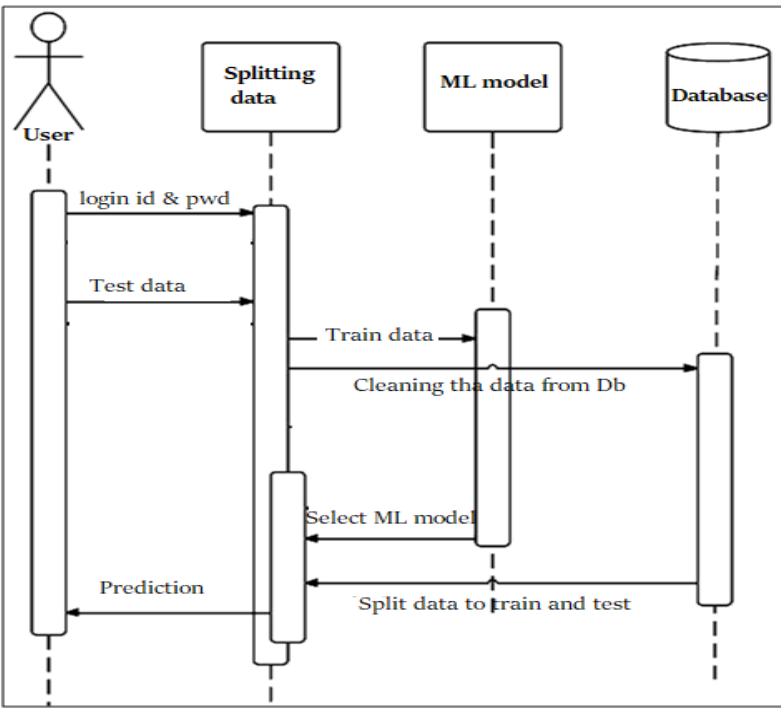 Splitting
data
ML model
Database
User
login id & pwd
Test data
Train data
Cleaning tha data from Db
Select ML model
Prediction
Split data to train and test